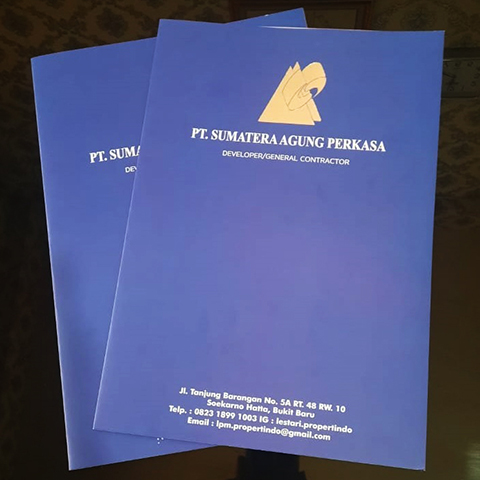 PT. SUMATERA AGUNG PERKASA
DEVELOPER/GENERAL CONTRACTOR
Jl. Tanjung Barangan No. 5A RT. 48 RW. 10
Soekarno Hatta, Bukit Baru
Telp. : 0823 1899 1003 IG : lestari.propertindo
Email : lpm.propertindo@gmail.com
PT. SUMA
DE